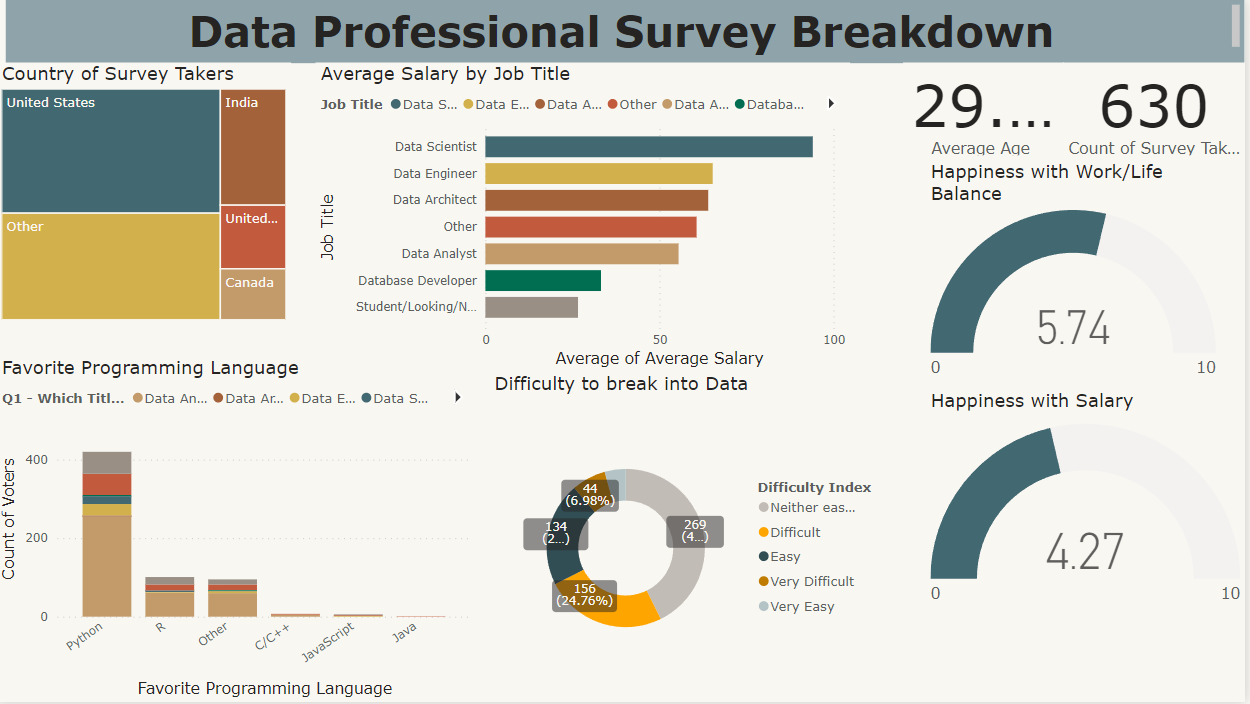 Data Professional Survey Breakdown
Country of Survey Takers
United States
India
Other
United...
Canada
Average Salary by Job Title
Job Title
Data S...
Data E...
Data A...
Other
Data A...
Databa...
Job Title
Data Scientist
Data Engineer
Data Architect
Other
Data Analyst
Database Developer
Student/Looking/N...
0
50
100
Average of Average Salary
29....
Average Age
630
Count of Survey Tak...
Happiness with Work/Life
Balance
5.74
0
10
Favorite Programming Language
Q1 - Which Titl...
Data An...
Data Ar...
Data E...
Data S...
Count of Voters
400
200
0
Python
R
Other
C/C++
JavaScript
Java
Favorite Programming Language
Difficulty to break into Data
44
(6.98%)
134
(2...)
269
(4...)
156
(24.76%)
Difficulty Index
Neither eas...
Difficult
Easy
Very Difficult
Very Easy
Happiness with Salary
4.27
0
10